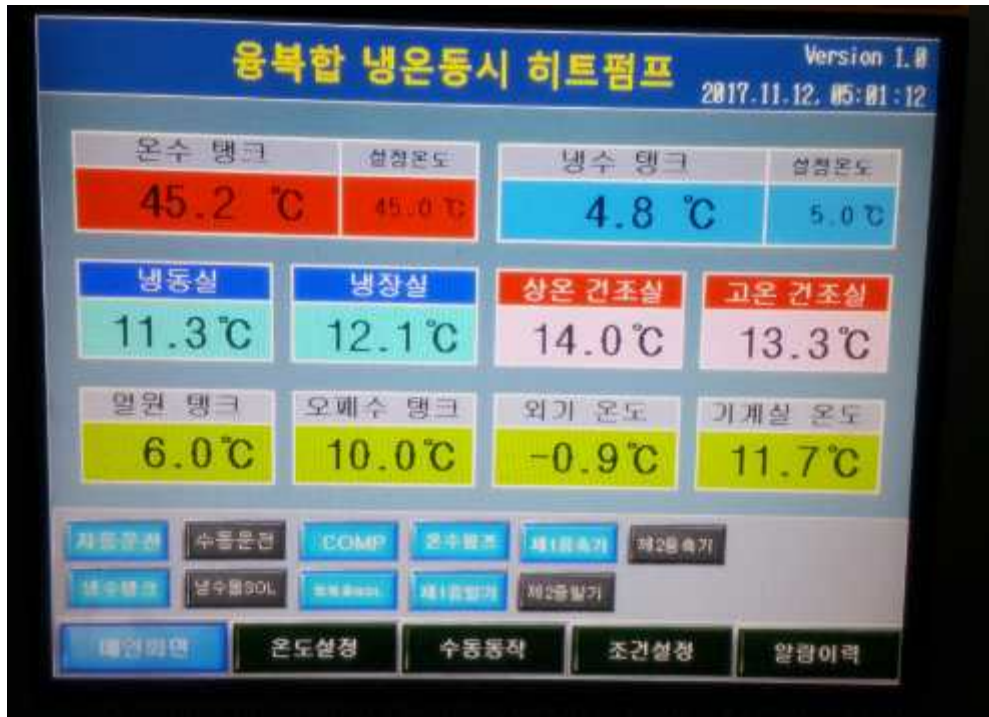 융복합 냉온동시 히트펌프
Version 1.0
2017.11.12. 05:01:12
온수 탱크 설정온도 냉수 탱크 설정온도
45.2 ℃ 45.0 ℃ 4.8 ℃ 5.0 ℃
냉동실 냉장실 상온 건조실 고온 건조실
11.3℃ 12.1℃ 14.0℃ 13.3℃
열원 탱크 오폐수 탱크 외기 온도 기계실 온도
6.0℃ 10.0℃ -0.9℃ 11.7℃
자동운전 수동운전 COMP 제1응축기 제2응축기
냉수탱크 냉수물SOL 제1증발기 제2증발기
메인화면 온도설정 수동동작 조건설정 알람이력